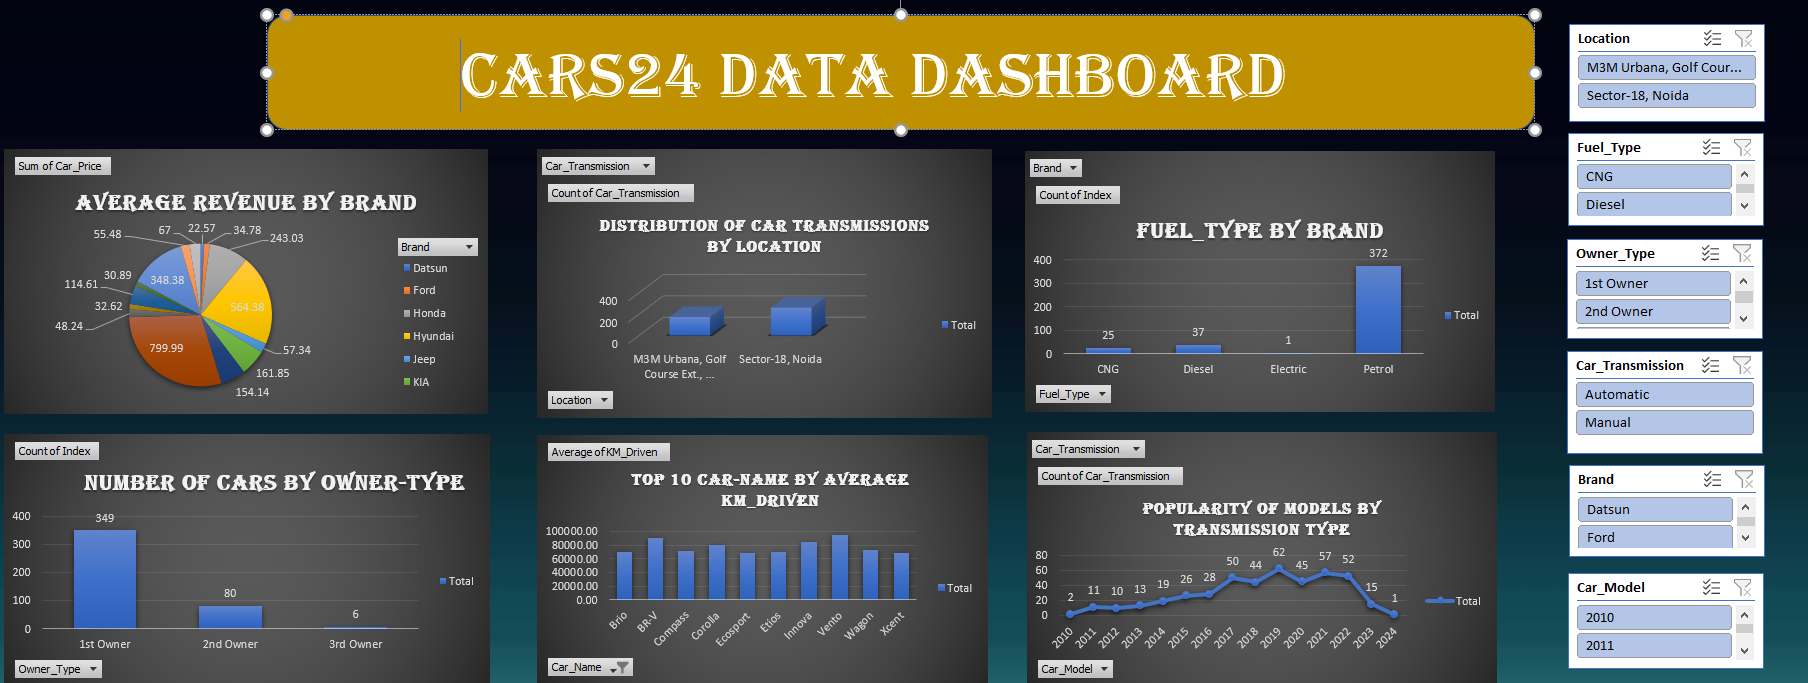 CARS24 DATA DASHBOARD
Sum of Car_Price
AVERAGE REVENUE BY BRAND
55.48
67
22.57
34.78
243.03
30.89
348.38
114.61
564.38
32.62
48.24
799.99
57.34
161.85
154.14
Brand
Datsun
Ford
Honda
Hyundai
Jeep
KIA
Car_Transmission
Count of Car_Transmission
DISTRIBUTION OF CAR TRANSMISSIONS
BY LOCATION
400
200
0
M3M Urbana, Golf
Course Ext., ...
Sector-18, Noida
Total
Location
Brand
Count of Index
FUEL_TYPE BY BRAND
400
300
200
100
0
25
37
1
372
CNG
Diesel
Electric
Petrol
Total
Fuel_Type
Count of Index
NUMBER OF CARS BY OWNER-TYPE
400
300
200
100
0
349
80
6
1st Owner
2nd Owner
3rd Owner
Total
Owner_Type
Average of KM_Driven
TOP 10 CAR-NAME BY AVERAGE
KM_DRIVEN
100000.00
80000.00
60000.00
40000.00
20000.00
0.00
Brio
BR-V
Compass
Corolla
Ecosport
Etios
Innova
Vento
Wagon
Xcent
Total
Car_Name
Car_Transmission
Count of Car_Transmission
POPULARITY OF MODELS BY
TRANSMISSION TYPE
80
60
40
20
0
2
11
10
13
19
26
28
50
44
62
45
57
52
15
1
2010
2011
2012
2013
2014
2015
2016
2017
2018
2019
2020
2021
2022
2023
2024
Total
Car_Model
Location
M3M Urbana, Golf Cour...
Sector-18, Noida
Fuel_Type
CNG
Diesel
Owner_Type
1st Owner
2nd Owner
Car_Transmission
Automatic
Manual
Brand
Datsun
Ford
Car_Model
2010
2011